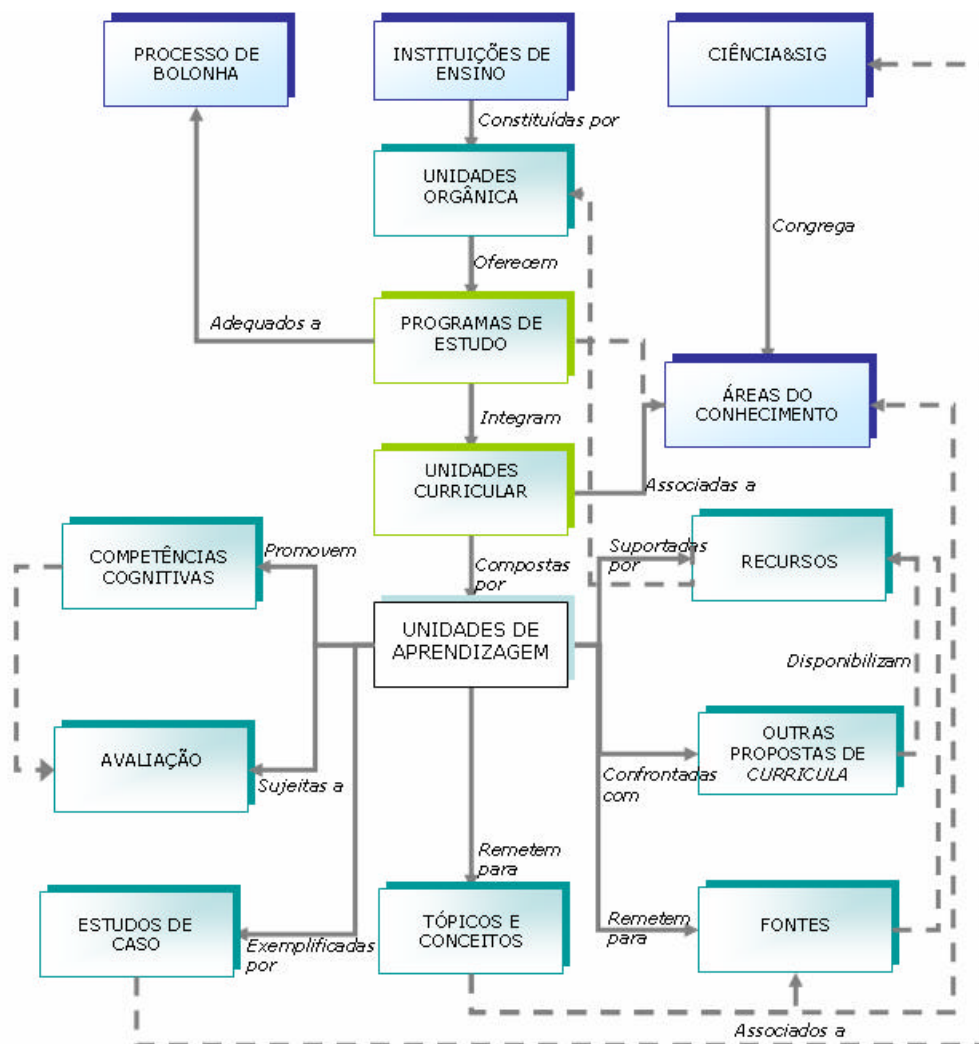 PROCESSO DE
BOLONHA
INSTITUIÇÕES DE
ENSINO
CIÊNCIA&SIG
Constituídas por
UNIDADES
ORGÂNICA
Congrega
Oferecem
Adequados a
PROGRAMAS DE
ESTUDO
ÁREAS DO
CONHECIMENTO
Integram
UNIDADES
CURRICULAR
Associadas a
COMPETÊNCIAS
COGNITIVAS
Promovem
Compostas
por
Suportadas
por
RECURSOS
UNIDADES DE
APRENDIZAGEM
Disponibilizam
AVALIAÇÃO
Sujeitas a
OUTRAS
PROPOSTAS DE
CURRICULA
Confrontadas
com
Remetem
para
ESTUDOS DE
CASO
Exemplificadas
por
TÓPICOS E
CONCEITOS
Remetem
para
FONTES
Associados a